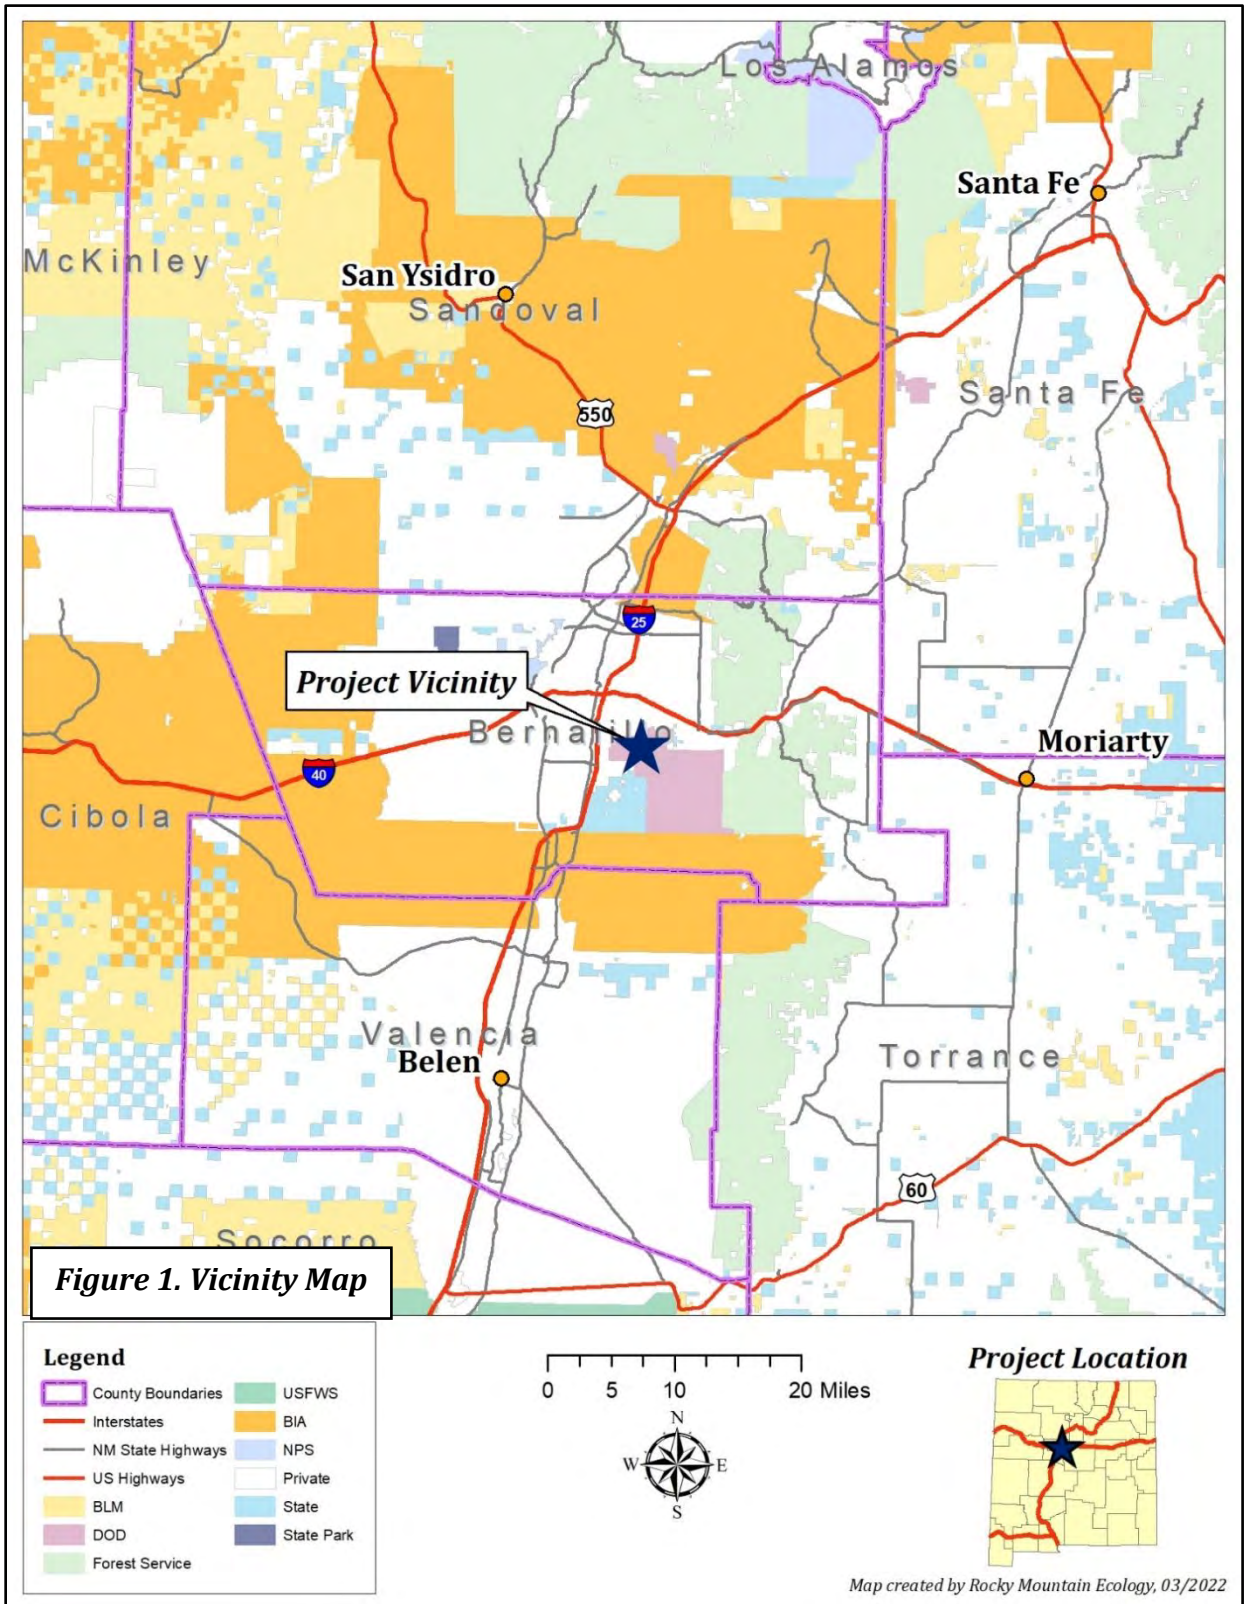 Los Alamos
Santa Fe
McKinley
San Ysidro
Sandoval
Santa Fe
550
25
Project Vicinity
Bernalillo
Moriarty
40
Cibola
Valencia
Belen
Torrance
60
Socorro
Figure 1. Vicinity Map
Legend
County Boundaries
Interstates
NM State Highways
US Highways
BLM
DOD
Forest Service
USFWS
BIA
NPS
Private
State
State Park
0 5 10 20 Miles
N
W E
S
Project Location
Map created by Rocky Mountain Ecology, 03/2022